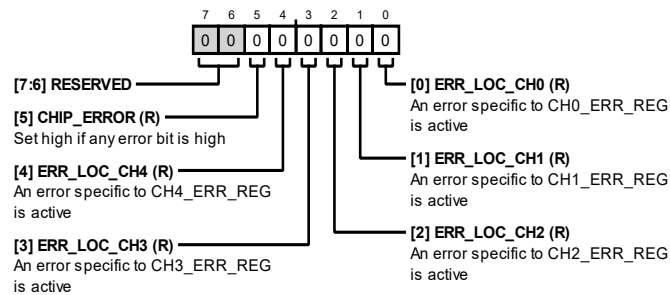 7 6 5 4 3 2 1 0
0 0 0 0 0 0 0 0
[7:6] RESERVED
[5] CHIP_ERROR (R)
Set high if any error bit is high
[4] ERR_LOC_CH4 (R)
An error specific to CH4_ERR_REG
is active
[3] ERR_LOC_CH3 (R)
An error specific to CH3_ERR_REG
is active
[0] ERR_LOC_CH0 (R)
An error specific to CH0_ERR_REG
is active
[1] ERR_LOC_CH1 (R)
An error specific to CH1_ERR_REG
is active
[2] ERR_LOC_CH2 (R)
An error specific to CH2_ERR_REG
is active